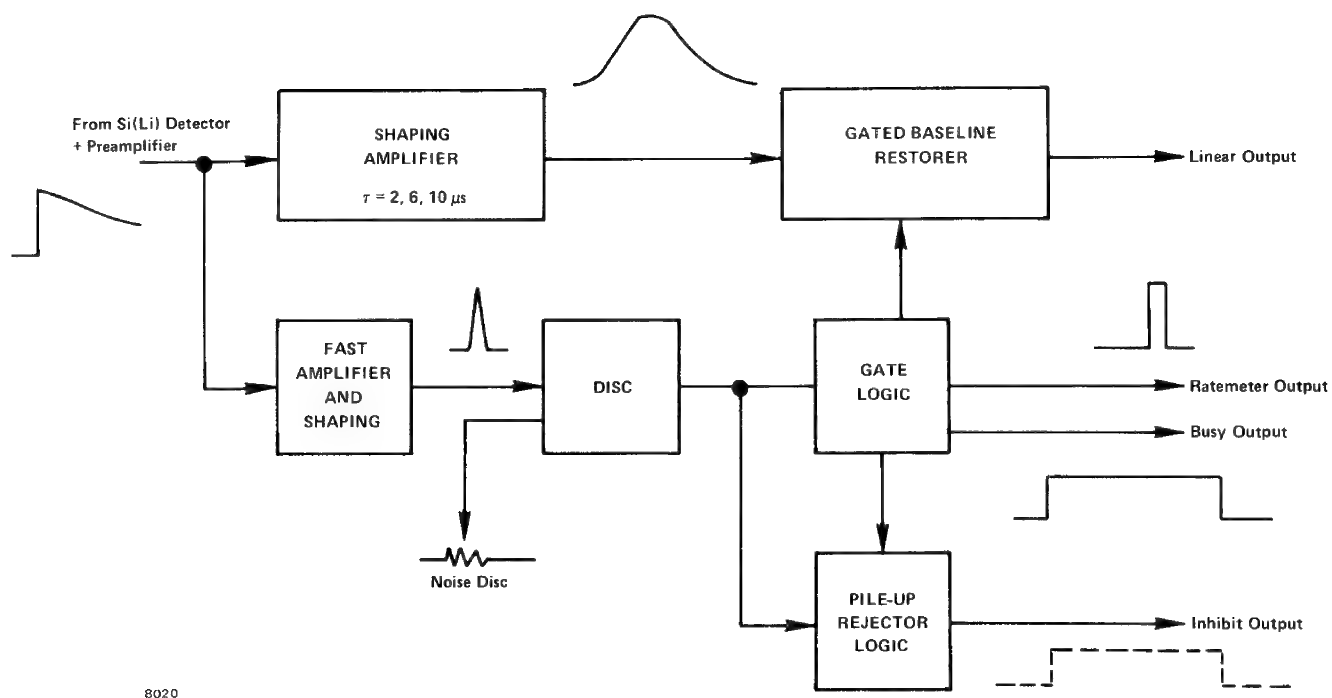 From Si(Li) Detector
+ Preamplifier
SHAPING
AMPLIFIER
τ = 2, 6, 10 μs
GATED BASELINE
RESTORER
Linear Output
FAST
AMPLIFIER
AND
SHAPING
DISC
GATE
LOGIC
Ratemeter Output
Busy Output
Noise Disc
PILE-UP
REJECTOR
LOGIC
Inhibit Output
8020